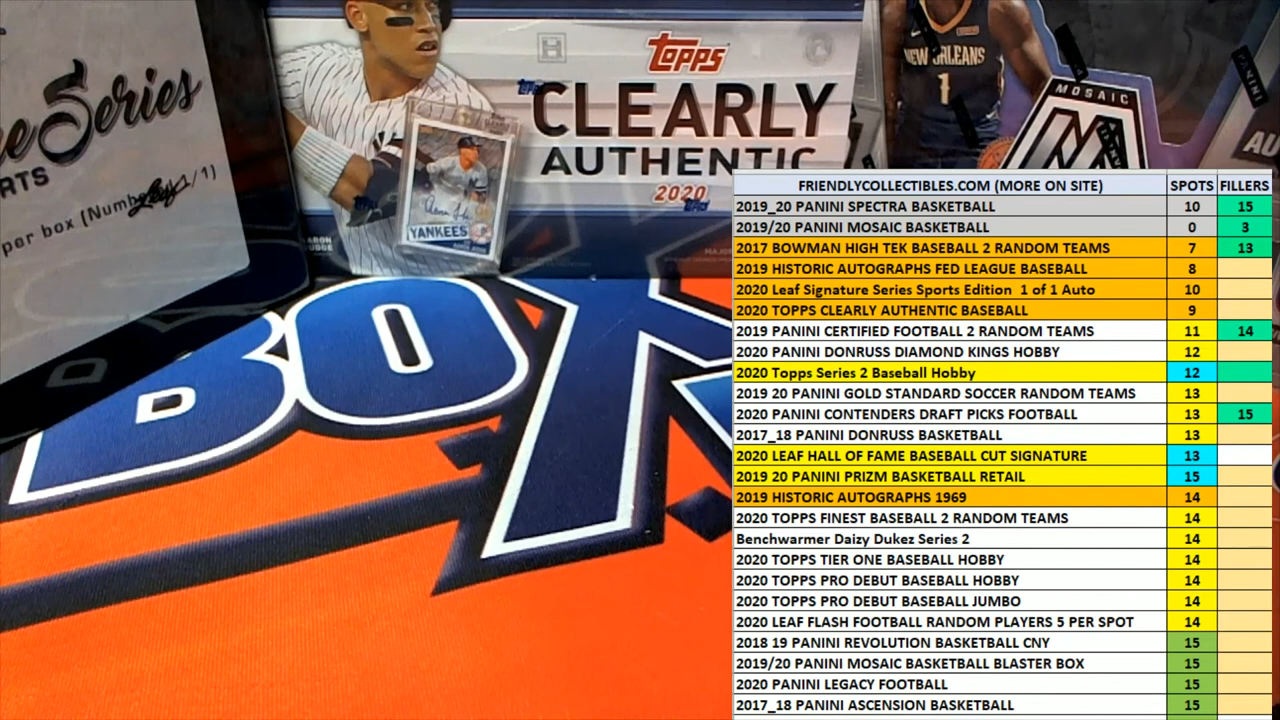 Series
RTS
per box (Numbered 1/1)
TOPPS
CLEARLY
AUTHENTIC
2020
YANKEES
NEW ORLEANS
1
MOSAIC
PANINI
AU
BOX
FRIENDLYCOLLECTIBLES.COM (MORE ON SITE) SPOTS FILLERS
2019_20 PANINI SPECTRA BASKETBALL 10 15
2019/20 PANINI MOSAIC BASKETBALL 0 3
2017 BOWMAN HIGH TEK BASEBALL 2 RANDOM TEAMS 7 13
2019 HISTORIC AUTOGRAPHS FED LEAGUE BASEBALL 8
2020 Leaf Signature Series Sports Edition 1 of 1 Auto 10
2020 TOPPS CLEARLY AUTHENTIC BASEBALL 9
2019 PANINI CERTIFIED FOOTBALL 2 RANDOM TEAMS 11 14
2020 PANINI DONRUSS DIAMOND KINGS HOBBY 12
2020 Topps Series 2 Baseball Hobby 12
2019 20 PANINI GOLD STANDARD SOCCER RANDOM TEAMS 13
2020 PANINI CONTENDERS DRAFT PICKS FOOTBALL 13 15
2017_18 PANINI DONRUSS BASKETBALL 13
2020 LEAF HALL OF FAME BASEBALL CUT SIGNATURE 13
2019 20 PANINI PRIZM BASKETBALL RETAIL 15
2019 HISTORIC AUTOGRAPHS 1969 14
2020 TOPPS FINEST BASEBALL 2 RANDOM TEAMS 14
Benchwarmer Daizy Dukez Series 2 14
2020 TOPPS TIER ONE BASEBALL HOBBY 14
2020 TOPPS PRO DEBUT BASEBALL HOBBY 14
2020 TOPPS PRO DEBUT BASEBALL JUMBO 14
2020 LEAF FLASH FOOTBALL RANDOM PLAYERS 5 PER SPOT 14
2018 19 PANINI REVOLUTION BASKETBALL CNY 15
2019/20 PANINI MOSAIC BASKETBALL BLASTER BOX 15
2020 PANINI LEGACY FOOTBALL 15
2017_18 PANINI ASCENSION BASKETBALL 15